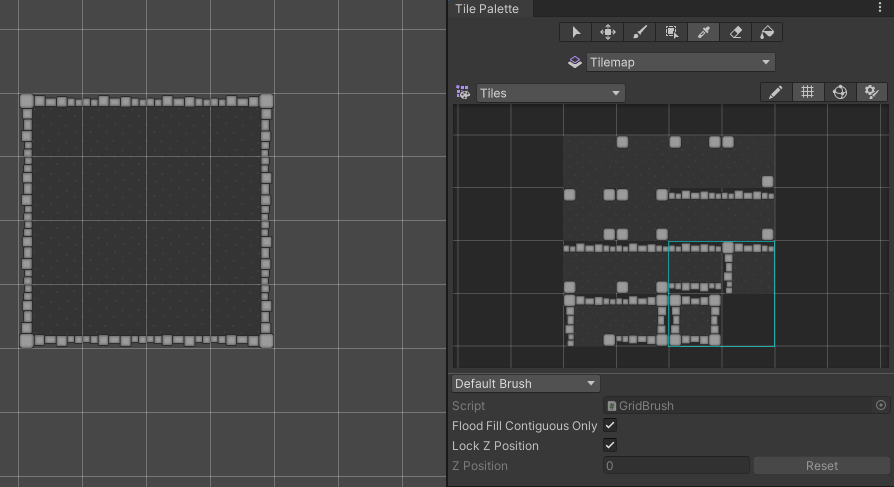 Tile Palette
Tilemap
Tiles
Default Brush
Script
GridBrush
Flood Fill Contiguous Only
Lock Z Position
Z Position
0
Reset